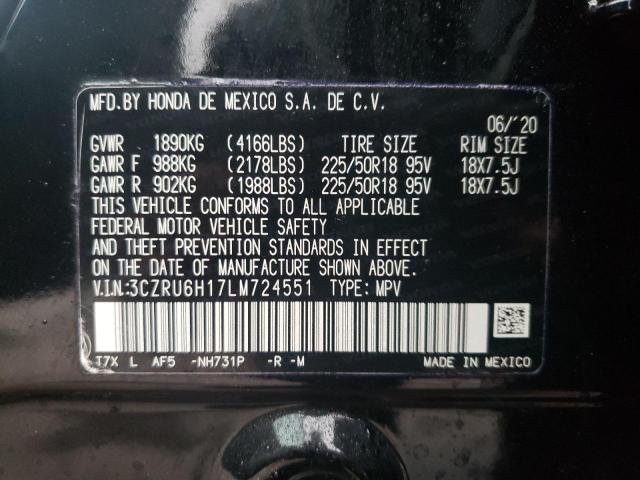 MFD.BY HONDA DE MEXICO S.A. DE C.V.
06/'20
GVWR 1890KG (4166LBS) TIRE SIZE RIM SIZE
GAWR F 988KG (2178LBS) 225/50R18 95V 18X7.5J
GAWR R 902KG (1988LBS) 225/50R18 95V 18X7.5J
THIS VEHICLE CONFORMS TO ALL APPLICABLE
FEDERAL MOTOR VEHICLE SAFETY
AND THEFT PREVENTION STANDARDS IN EFFECT
ON THE DATE OF MANUFACTURE SHOWN ABOVE.
V.I.N:3CZRU6H17LM724551 TYPE: MPV
T7X L AF5 -NH731P -R -M MADE IN MEXICO